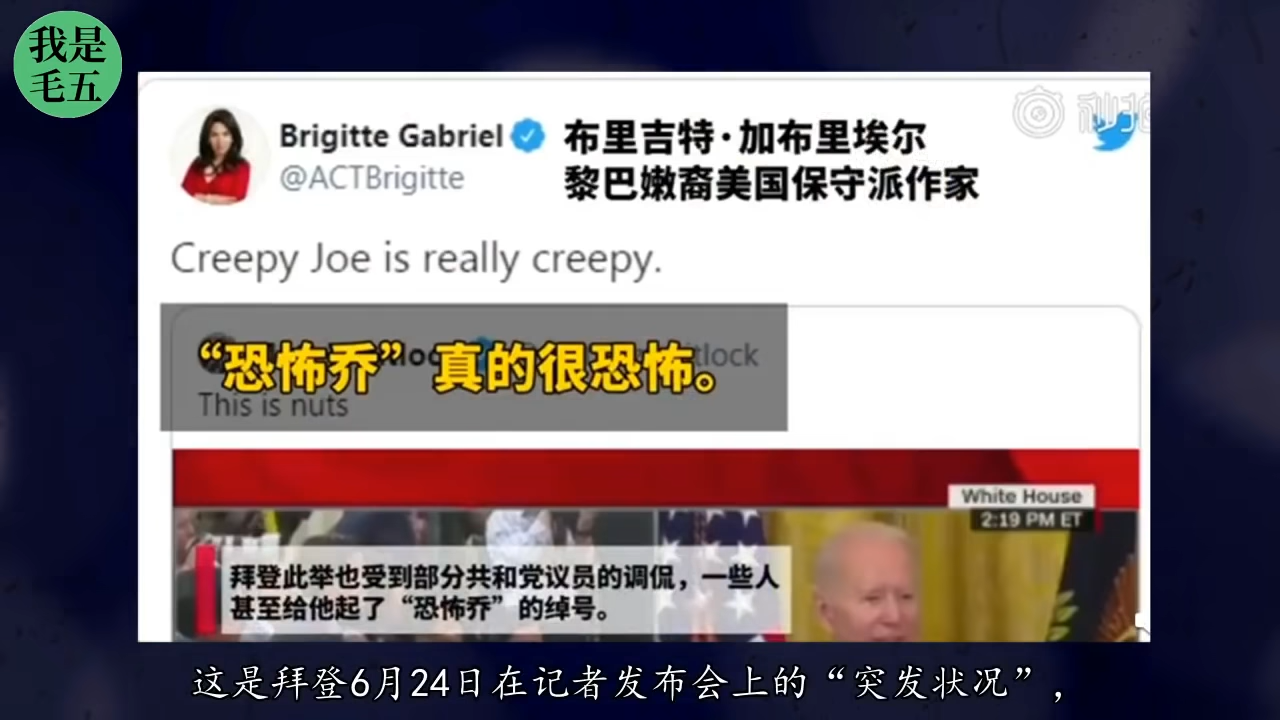 我是
毛五
Brigitte Gabriel
@ACTBrigitte
布里吉特·加布里埃尔
黎巴嫩裔美国保守派作家
Creepy Joe is really creepy.
“恐怖乔”真的很恐怖。
tlock
This is nuts
White House
2:19 PM ET
拜登此举也受到部分共和党议员的调侃，一些人
甚至给他起了“恐怖乔”的绰号。
这是拜登6月24日在记者发布会上的“突发状况”，